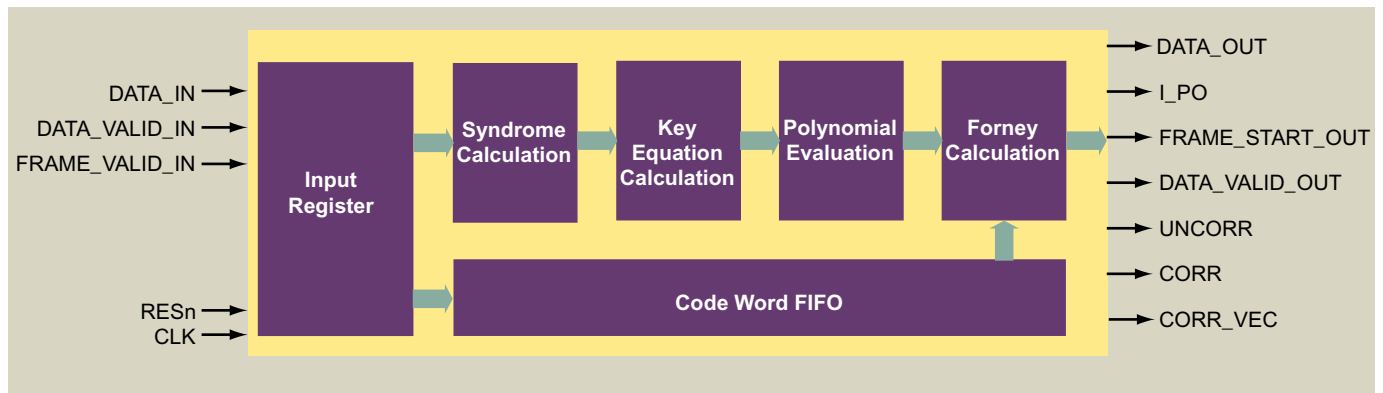 DATA_IN
DATA_VALID_IN
FRAME_VALID_IN
RESn
CLK
Input
Register
Syndrome
Calculation
Key
Equation
Calculation
Polynomial
Evaluation
Forney
Calculation
Code Word FIFO
DATA_OUT
I_PO
FRAME_START_OUT
DATA_VALID_OUT
UNCORR
CORR
CORR_VEC